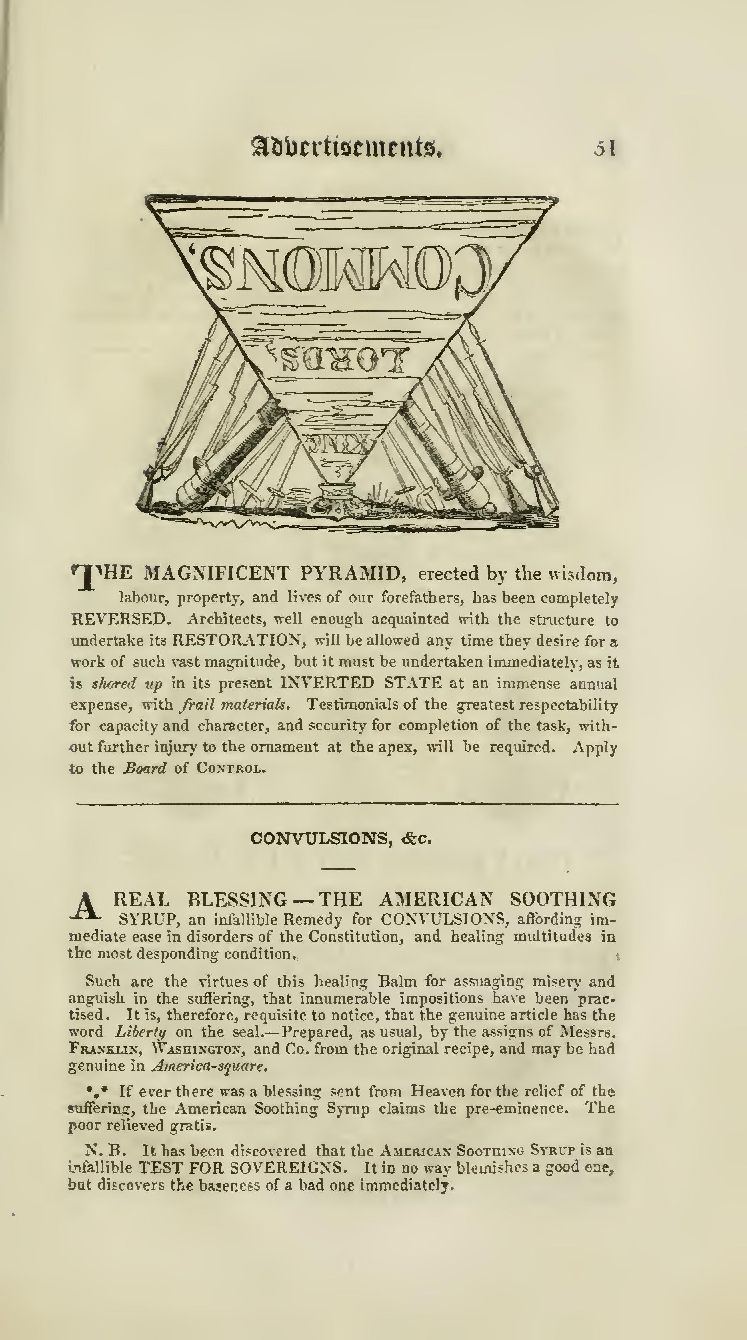 Advertisements. 51
COMMONS.
LORDS.
KING
THE MAGNIFICENT PYRAMID, erected by the wisdom,
labour, property, and lives of our forefathers, has been completely
REVERSED. Architects, well enough acquainted with the structure to
undertake its RESTORATION, will be allowed any time they desire for a
work of such vast magnitude, but it must be undertaken immediately, as it
is shored up in its present INVERTED STATE at an immense annual
expense, with frail materials. Testimonials of the greatest respectability
for capacity and character, and security for completion of the task, with-
out further injury to the ornament at the apex, will be required. Apply
to the Board of CONTROL.
CONVULSIONS, &c.
A REAL BLESSING — THE AMERICAN SOOTHING
SYRUP, an infallible Remedy for CONVULSIONS, affording im-
mediate ease in disorders of the Constitution, and healing multitudes in
the most desponding condition.
Such are the virtues of this healing Balm for assuaging misery and
anguish in the suffering, that innumerable impositions have been prac-
tised. It is, therefore, requisite to notice, that the genuine article has the
word Liberty on the seal.—Prepared, as usual, by the assigns of Messrs.
FRANKLIN, WASHINGTON, and Co. from the original recipe, and may be had
genuine in America-square.
*⁎* If ever there was a blessing sent from Heaven for the relief of the
suffering, the American Soothing Syrup claims the pre-eminence. The
poor relieved gratis.
N. B. It has been discovered that the AMERICAN SOOTHING SYRUP is an
infallible TEST FOR SOVEREIGNS. It in no way blemishes a good one,
but discovers the baseness of a bad one immediately.